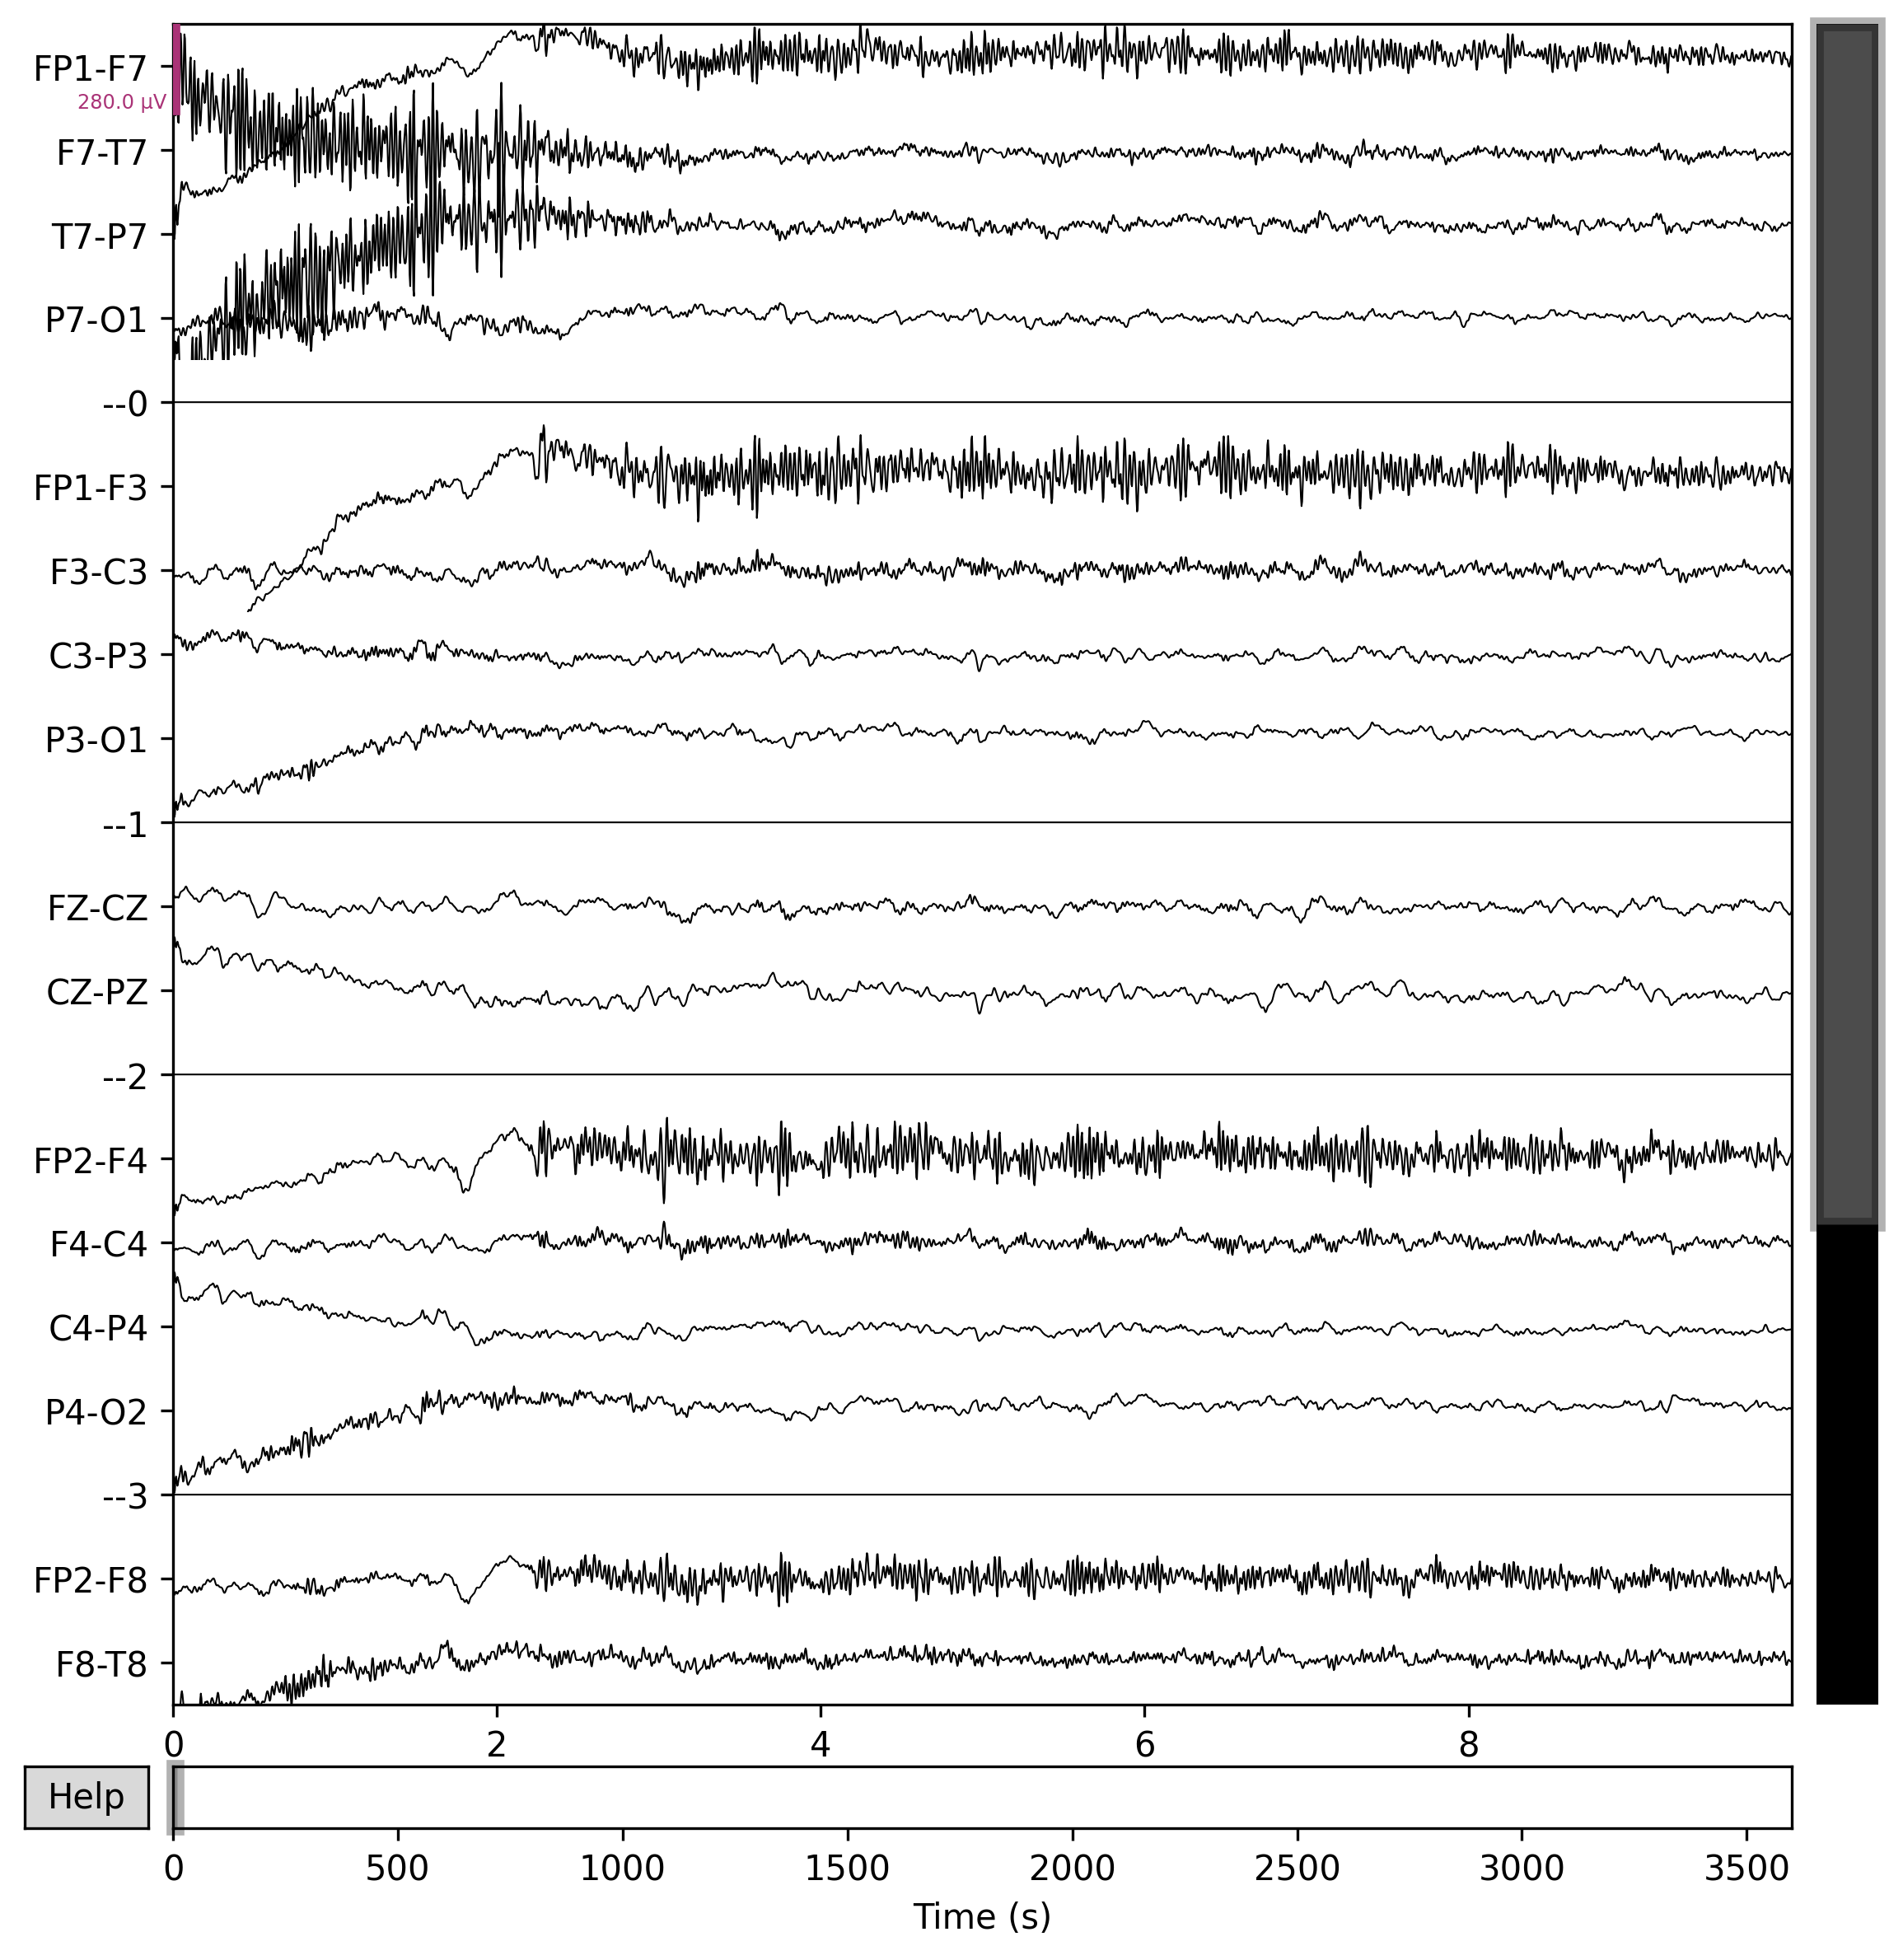 FP1-F7
280.0 µV
F7-T7
T7-P7
P7-O1
--0
FP1-F3
F3-C3
C3-P3
P3-O1
--1
FZ-CZ
CZ-PZ
--2
FP2-F4
F4-C4
C4-P4
P4-O2
--3
FP2-F8
F8-T8
0 2 4 6 8
Help
0 500 1000 1500 2000 2500 3000 3500
Time (s)